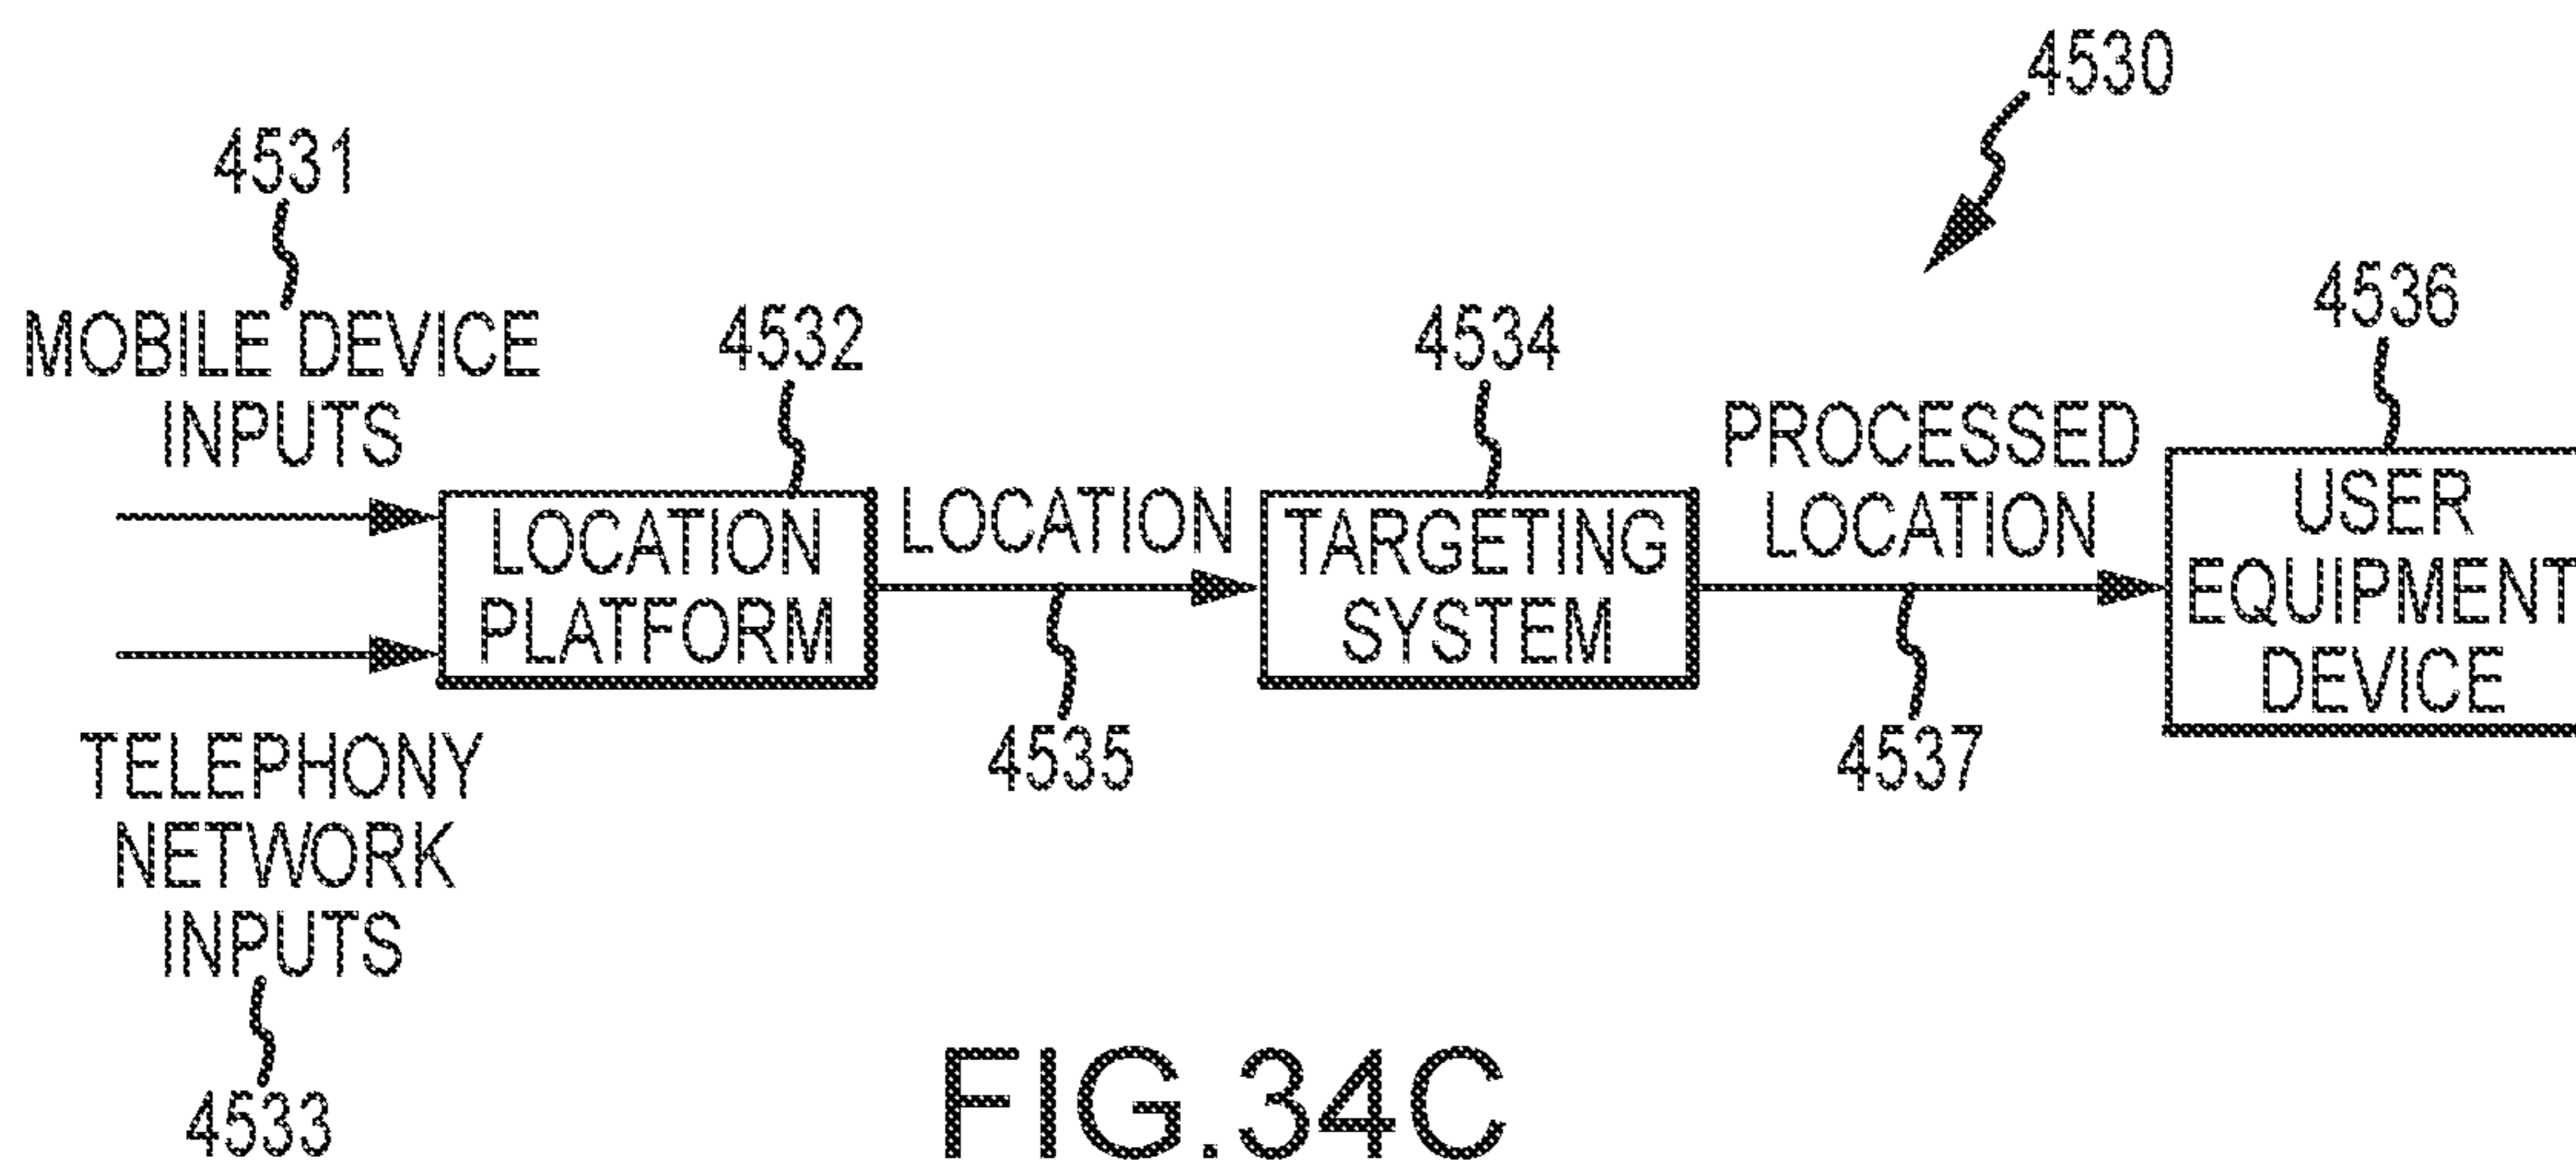 4530
4531
MOBILE DEVICE
INPUTS
4532
LOCATION
PLATFORM
TELEPHONY
NETWORK
INPUTS
4533
LOCATION
4535
4534
TARGETING
SYSTEM
PROCESSED
LOCATION
4537
4536
USER
EQUIPMENT
DEVICE
FIG.34C